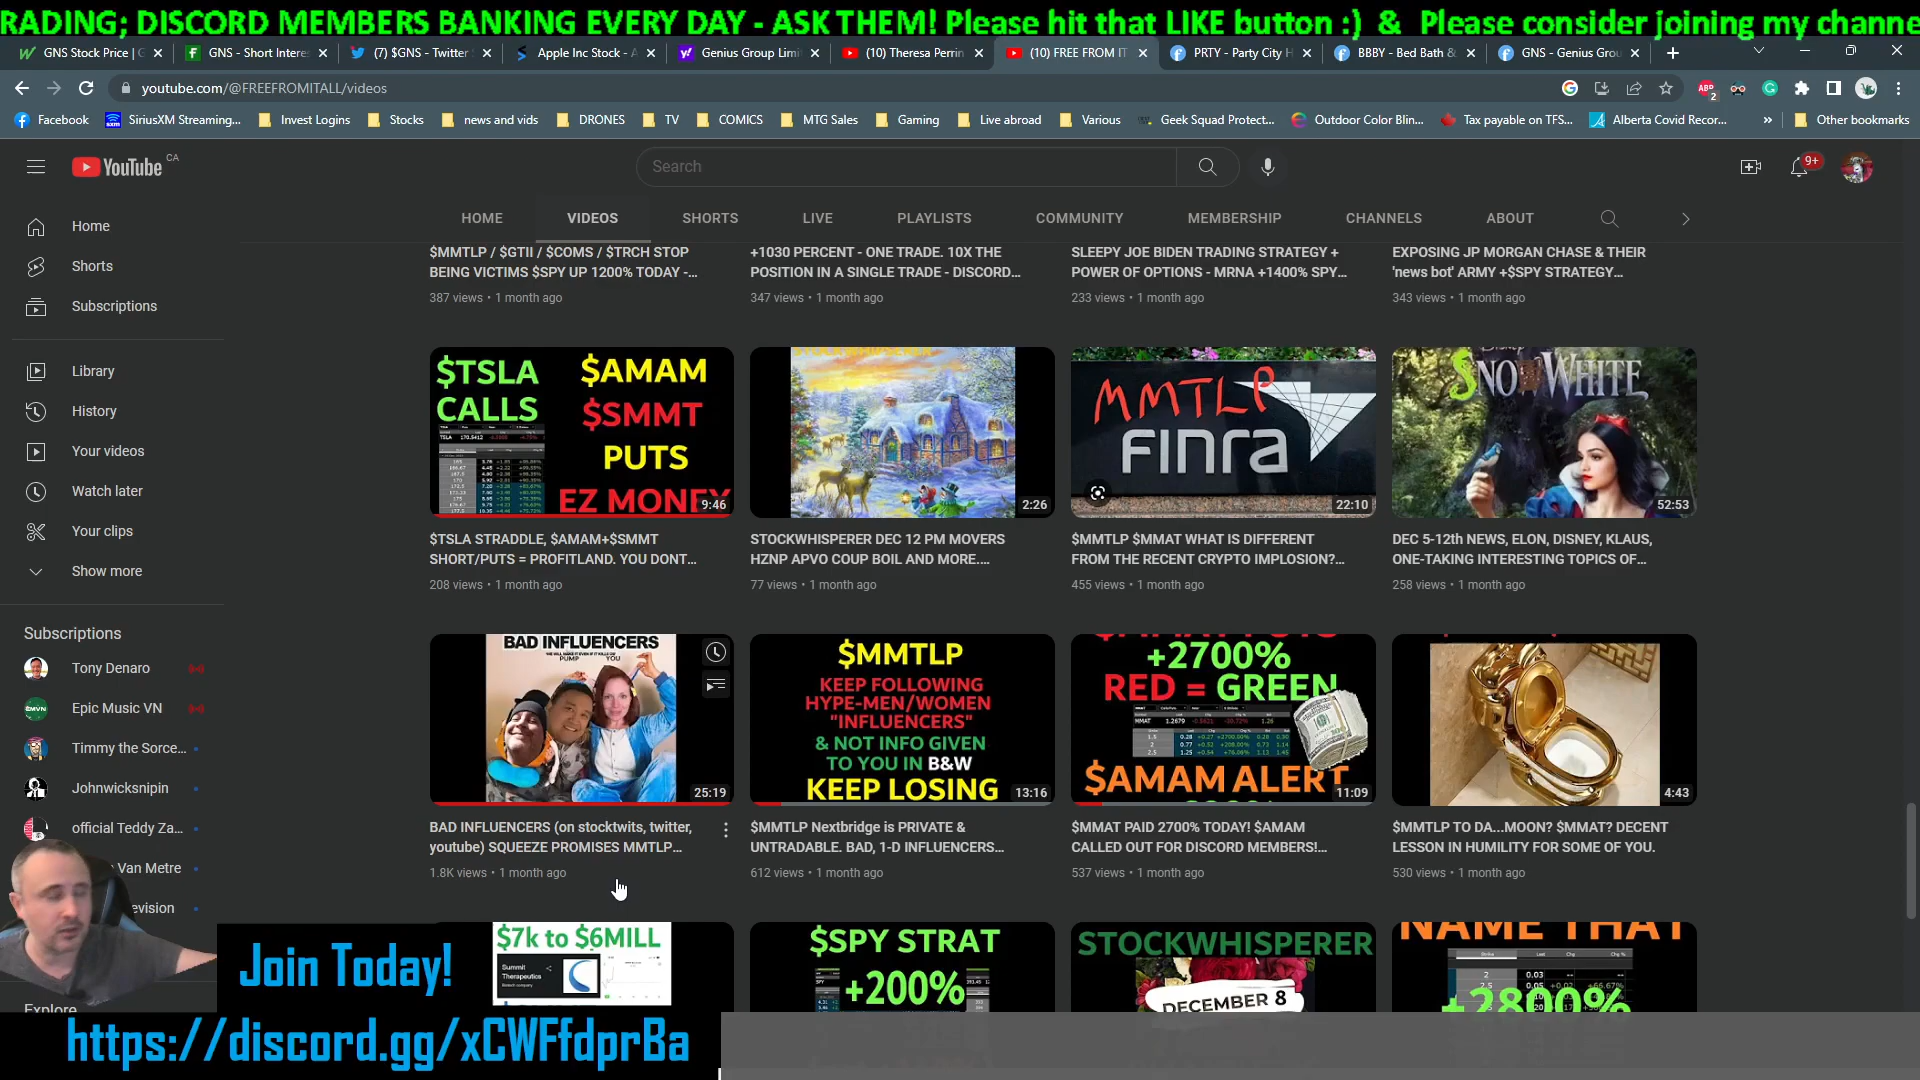 RADING; DISCORD MEMBERS BANKING EVERY DAY - ASK THEM! Please hit that LIKE button :) & Please consider joining my channe
GNS Stock Price | G
GNS - Short Intere
(7) $GNS - Twitter
Apple Inc Stock - A
Genius Group Lim
(10) Theresa Perrin
(10) FREE FROM IT
PRTY - Party City H
BBBY - Bed Bath &
GNS - Genius Grou
youtube.com/@FREEFROMITALL/videos
ABP
2
Facebook
SiriusXM Streaming...
Invest Logins
Stocks
news and vids
DRONES
TV
COMICS
MTG Sales
Gaming
Live abroad
Various
Geek Squad Protect...
Outdoor Color Blin...
Tax payable on TFS...
Alberta Covid Recor...
»
Other bookmarks
YouTube CA
Search
9+
HOME
VIDEOS
SHORTS
LIVE
PLAYLISTS
COMMUNITY
MEMBERSHIP
CHANNELS
ABOUT
Home
Shorts
Subscriptions
Library
History
Your videos
Watch later
Your clips
Show more
Subscriptions
Tony Denaro
Epic Music VN
Timmy the Sorce...
Johnwicksnipin
official Teddy Za...
Van Metre
evision
Explore
$MMTLP / $GTII / $COMS / $TRCH STOP
BEING VICTIMS $SPY UP 1200% TODAY -...
387 views • 1 month ago
+1030 PERCENT - ONE TRADE. 10X THE
POSITION IN A SINGLE TRADE - DISCORD...
347 views • 1 month ago
SLEEPY JOE BIDEN TRADING STRATEGY +
POWER OF OPTIONS - MRNA +1400% SPY...
233 views • 1 month ago
EXPOSING JP MORGAN CHASE & THEIR
'news bot' ARMY +$SPY STRATEGY...
343 views • 1 month ago
$TSLA
CALLS
$AMAM
$SMMT
PUTS
EZ MONEY
9:46
2:26
MMTLP
FINRA
22:10
SNOW WHITE
52:53
$TSLA STRADDLE, $AMAM+$SMMT
SHORT/PUTS = PROFITLAND. YOU DONT...
208 views • 1 month ago
STOCKWHISPERER DEC 12 PM MOVERS
HZNP APVO COUP BOIL AND MORE....
77 views • 1 month ago
$MMTLP $MMAT WHAT IS DIFFERENT
FROM THE RECENT CRYPTO IMPLOSION?...
455 views • 1 month ago
DEC 5-12th NEWS, ELON, DISNEY, KLAUS,
ONE-TAKING INTERESTING TOPICS OF...
258 views • 1 month ago
BAD INFLUENCERS
PUMP YOU
25:19
$MMTLP
KEEP FOLLOWING
HYPE-MEN/WOMEN
"INFLUENCERS"
& NOT INFO GIVEN
TO YOU IN B&W
KEEP LOSING
13:16
+2700%
RED = GREEN
MMAT 1.2679
$AMAM ALERT
11:09
4:43
BAD INFLUENCERS (on stocktwits, twitter,
youtube) SQUEEZE PROMISES MMTLP...
1.8K views • 1 month ago
$MMTLP Nextbridge is PRIVATE &
UNTRADABLE. BAD, 1-D INFLUENCERS...
612 views • 1 month ago
$MMAT PAID 2700% TODAY! $AMAM
CALLED OUT FOR DISCORD MEMBERS!...
537 views • 1 month ago
$MMTLP TO DA...MOON? $MMAT? DECENT
LESSON IN HUMILITY FOR SOME OF YOU.
530 views • 1 month ago
$7k to $6MILL
Summit
Therapeutics
$SPY STRAT
+200%
STOCKWHISPERER
DECEMBER 8
NAME THAT
+2800%
Join Today!
https://discord.gg/xCWFfdprBa